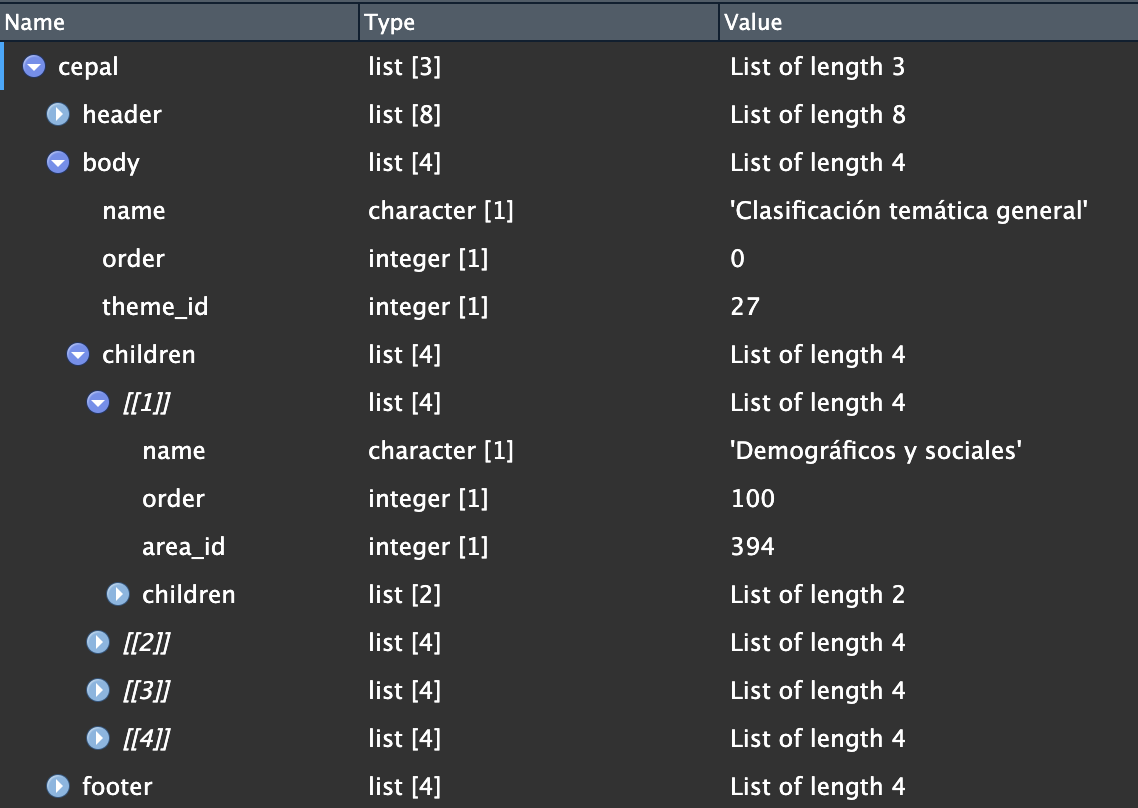 Name Type Value
cepal list [3] List of length 3
header list [8] List of length 8
body list [4] List of length 4
name character [1] 'Clasificación temática general'
order integer [1] 0
theme_id integer [1] 27
children list [4] List of length 4
[[1]] list [4] List of length 4
name character [1] 'Demográficos y sociales'
order integer [1] 100
area_id integer [1] 394
children list [2] List of length 2
[[2]] list [4] List of length 4
[[3]] list [4] List of length 4
[[4]] list [4] List of length 4
footer list [4] List of length 4